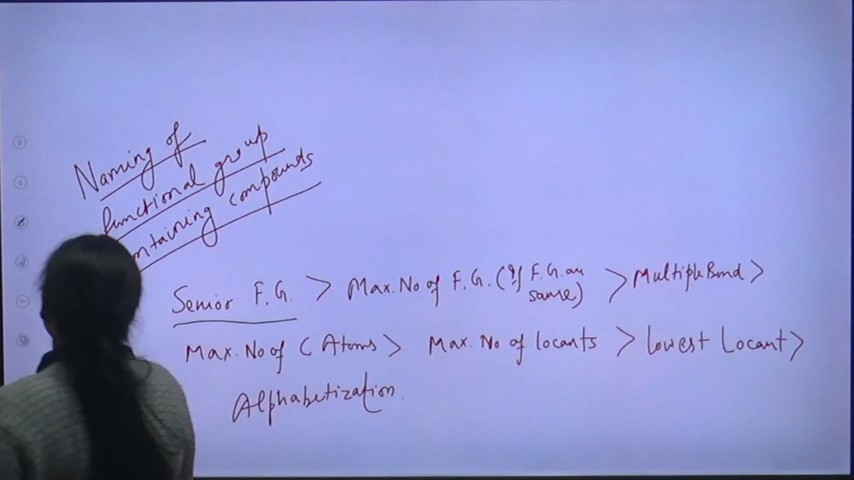 Naming of
functional group
ontaining compounds
Senior F.G. > Max. No of F.G. (If F.G. are same) > Multiple Bond >
Max. No of C Atoms > Max. No of locants > lowest Locant >
Alphabetization.